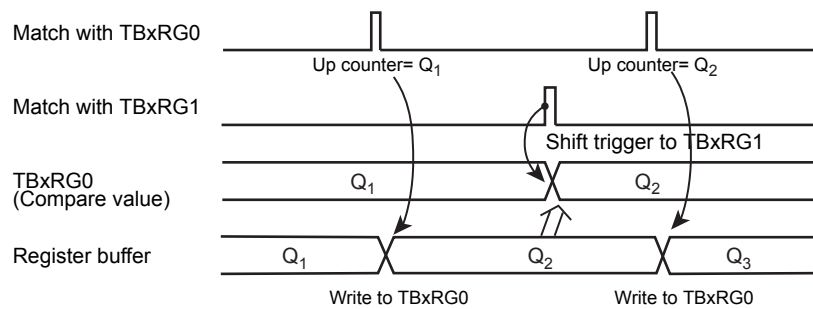 Match with TBxRG0
Up counter= Q1
Up counter= Q2
Match with TBxRG1
Shift trigger to TBxRG1
TBxRG0
(Compare value)
Q1
Q2
Register buffer
Q1
Q2
Q3
Write to TBxRG0
Write to TBxRG0